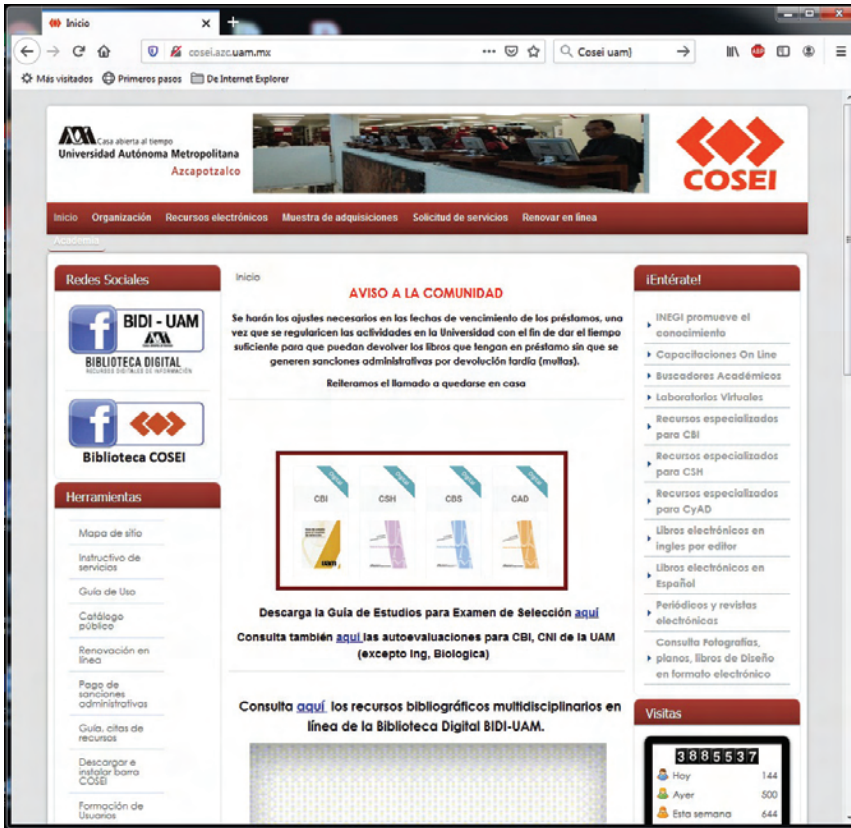 Inicio
cosei.azc.uam.mx
Cosei uam)
Más visitados
Primeros pasos
De Internet Explorer
Casa abierta al tiempo
Universidad Autónoma Metropolitana
Azcapotzalco
COSEI
Inicio Organización Recursos electrónicos Muestra de adquisiciones Solicitud de servicios Renovar en línea
Academia
Redes Sociales
BIDI - UAM
BIBLIOTECA DIGITAL
RECURSOS DIGITALES DE INFORMACIÓN
Biblioteca COSEI
Herramientas
Mapa de sitio
Instructivo de
servicios
Guía de Uso
Catálogo
público
Renovación en
línea
Pago de
sanciones
administrativas
Guía, citas de
recursos
Descargar e
instalar barra
COSEI
Formación de
Usuarios
Inicio
AVISO A LA COMUNIDAD
Se harán los ajustes necesarios en las fechas de vencimiento de los préstamos, una
vez que se regularicen las actividades en la Universidad con el fin de dar el tiempo
suficiente para que puedan devolver los libros que tengan en préstamo sin que se
generen sanciones administrativas por devolución tardía (multas).
Reiteramos el llamado a quedarse en casa
CBI CSH CBS CAD
Descarga la Guía de Estudios para Examen de Selección aquí
Consulta también aquí las autoevaluaciones para CBI, CNI de la UAM
(excepto Ing, Biologica)
Consulta aquí los recursos bibliográficos multidisciplinarios en
línea de la Biblioteca Digital BIDI-UAM.
¡Entérate!
INEGI promueve el
conocimiento
Capacitaciones On Line
Buscadores Académicos
Laboratorios Virtuales
Recursos especializados
para CBI
Recursos especializados
para CSH
Recursos especializados
para CyAD
Libros electrónicos en
ingles por editor
Libros electrónicos en
Español
Periódicos y revistas
electrónicas
Consulta Fotografías,
planos, libros de Diseño
en formato electrónico
Visitas
3885537
Hoy 144
Ayer 500
Esta semana 644